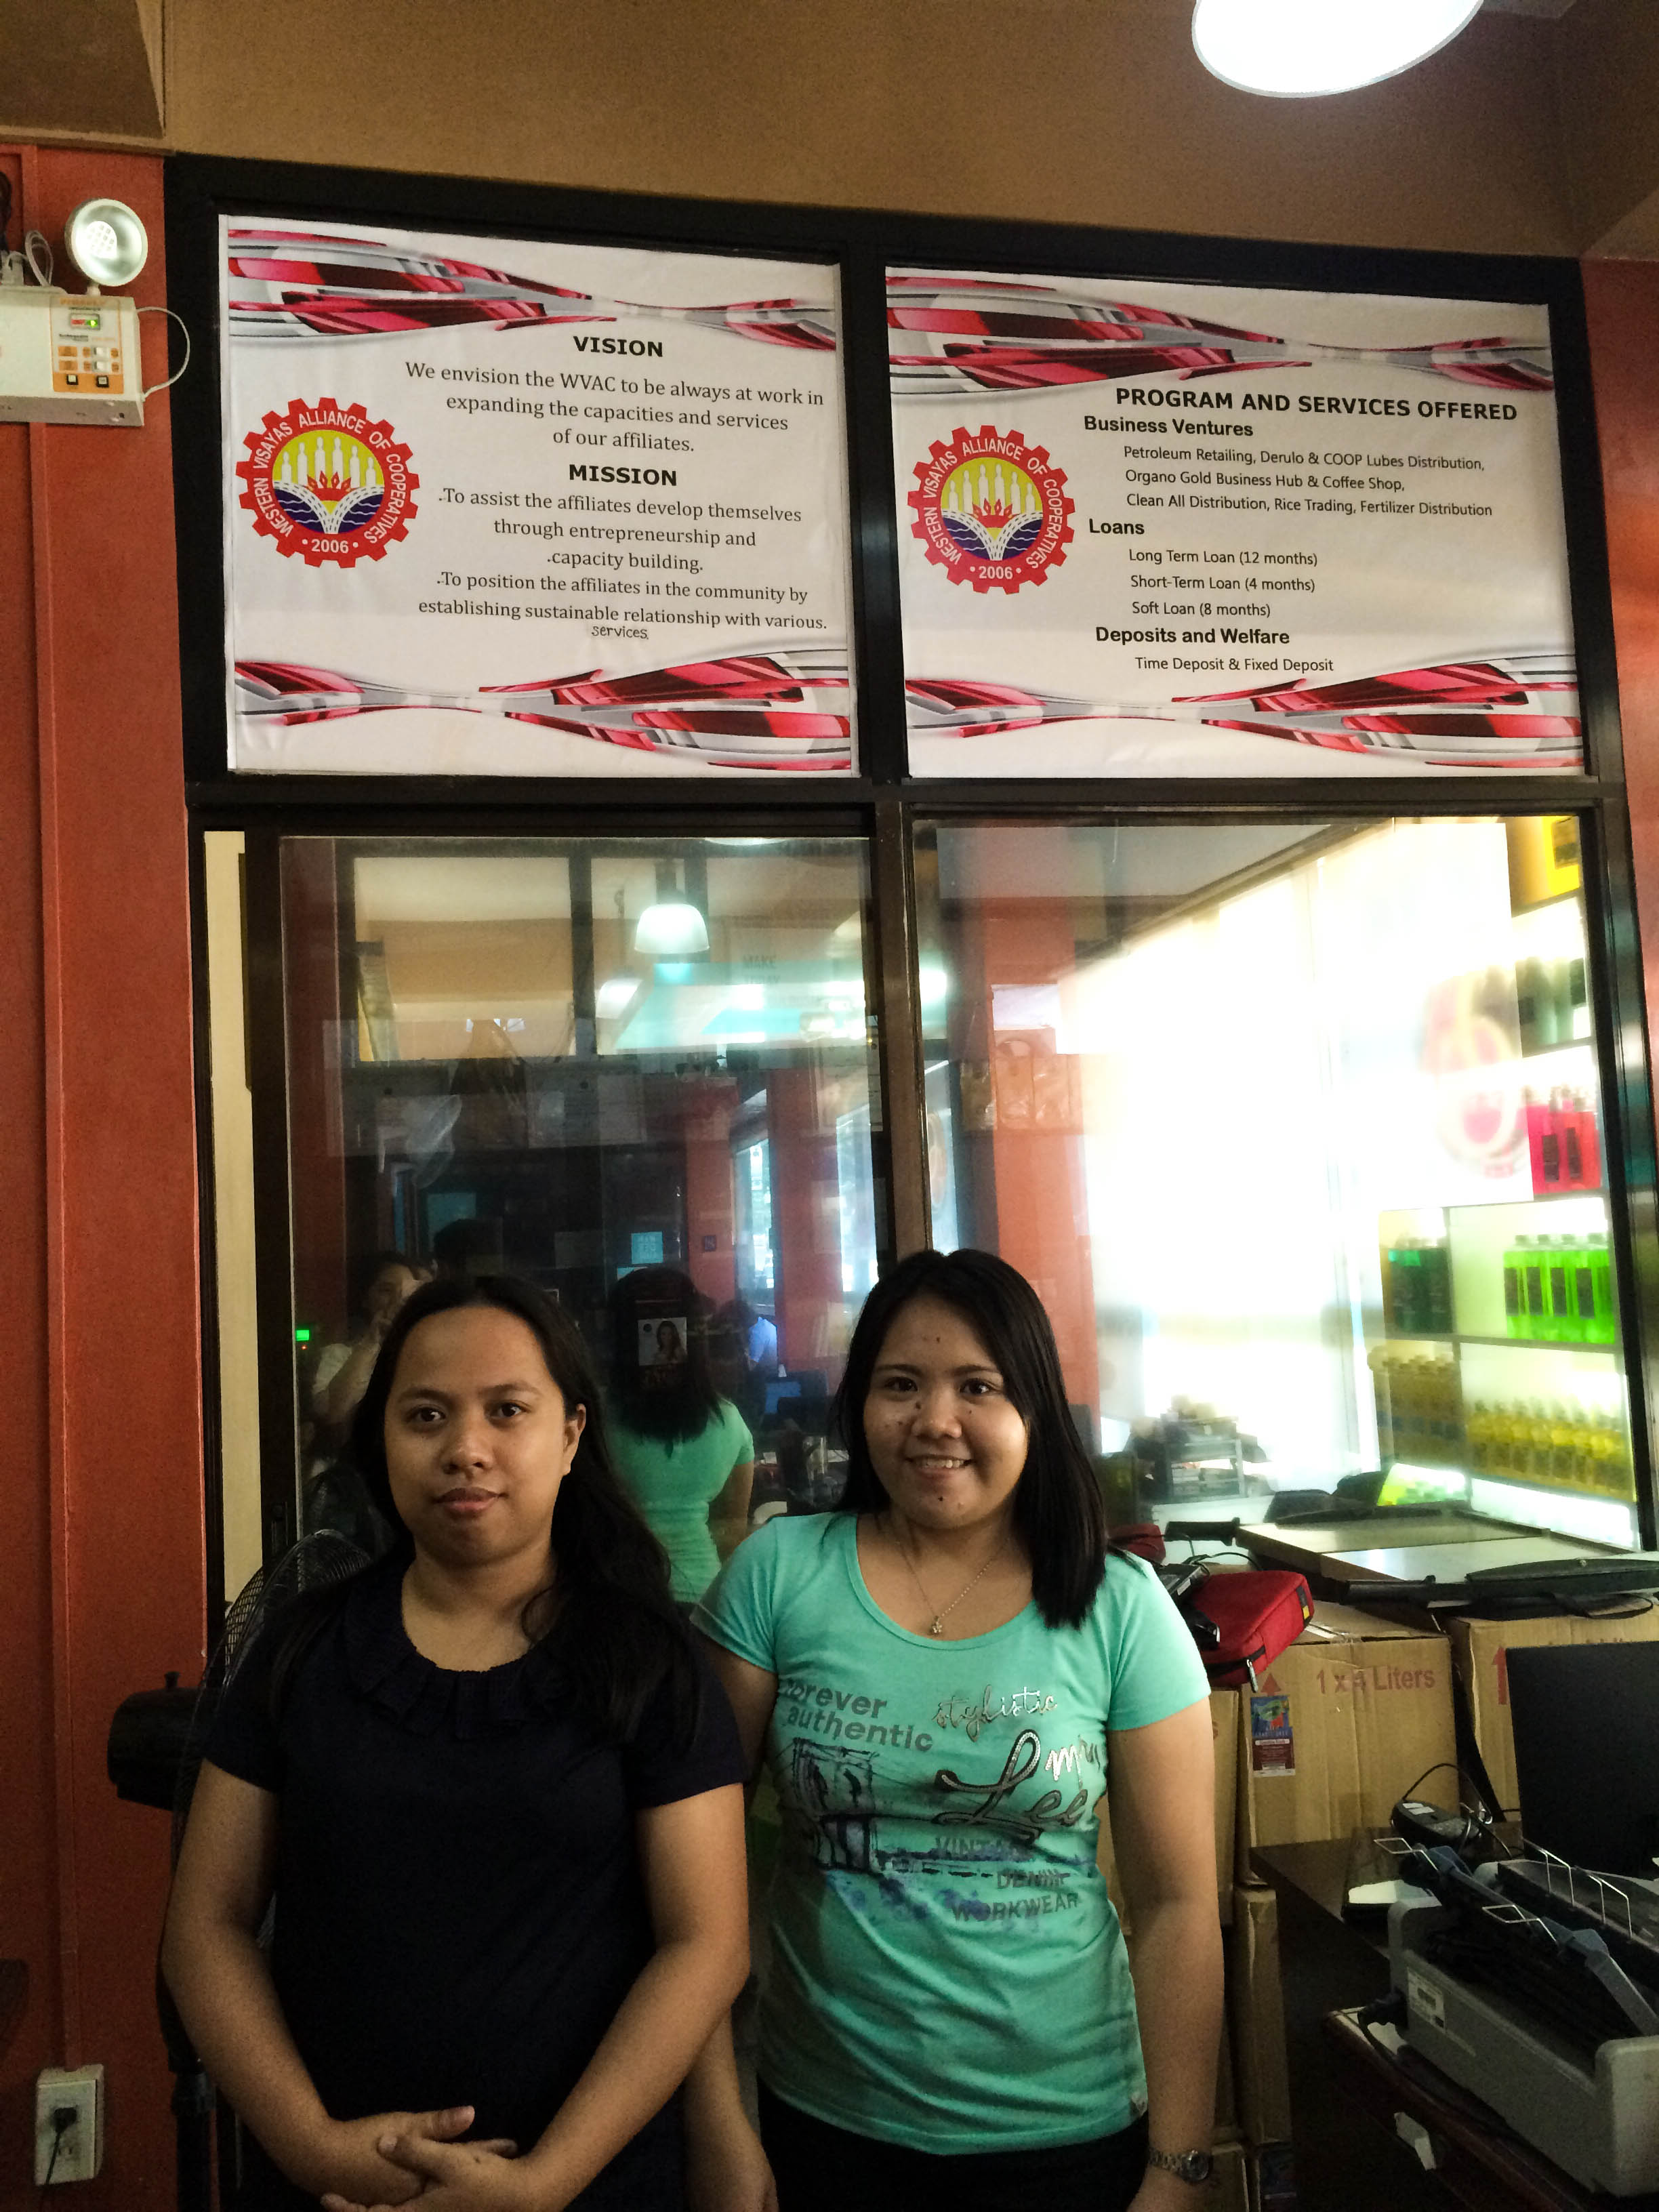 VISION
We envision the WVAC to be always at work in
expanding the capacities and services
of our affiliates.
MISSION
.To assist the affiliates develop themselves
through entrepreneurship and
.capacity building.
.To position the affiliates in the community by
establishing sustainable relationship with various.
services.
WESTERN VISAYAS ALLIANCE OF COOPERATIVES
• 2006 •
PROGRAM AND SERVICES OFFERED
Business Ventures
Petroleum Retailing, Derulo & COOP Lubes Distribution,
Organo Gold Business Hub & Coffee Shop,
Clean All Distribution, Rice Trading, Fertilizer Distribution
Loans
Long Term Loan (12 months)
Short-Term Loan (4 months)
Soft Loan (8 months)
Deposits and Welfare
Time Deposit & Fixed Deposit
WESTERN VISAYAS ALLIANCE OF COOPERATIVES
• 2006 •
MAKE
forever
authentic
stylistic
Lee
DENIM
WORKWEAR
1 x 4 Liters